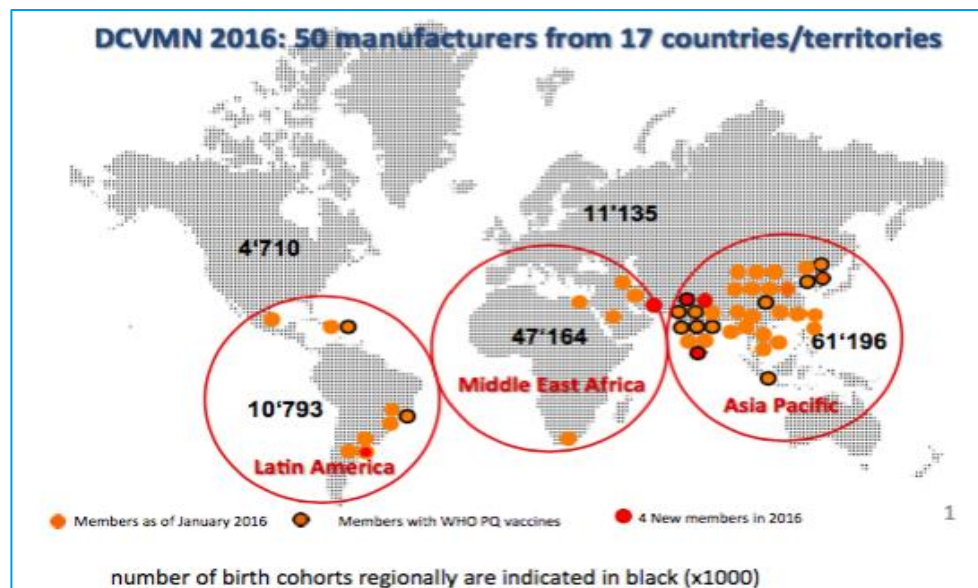 DCVMN 2016: 50 manufacturers from 17 countries/territories
11'135
4'710
47'164
61'196
Middle East Africa
Asia Pacific
10'793
Latin America
Members as of January 2016
Members with WHO PQ vaccines
4 New members in 2016
1
number of birth cohorts regionally are indicated in black (x1000)